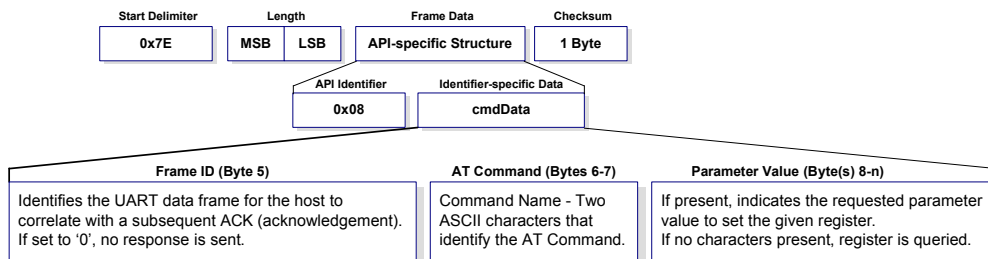 Start Delimiter Length Frame Data Checksum
0x7E MSB LSB API-specific Structure 1 Byte
API Identifier Identifier-specific Data
0x08 cmdData
Frame ID (Byte 5)
Identifies the UART data frame for the host to
correlate with a subsequent ACK (acknowledgement).
If set to ‘0’, no response is sent.
AT Command (Bytes 6-7)
Command Name - Two
ASCII characters that
identify the AT Command.
Parameter Value (Byte(s) 8-n)
If present, indicates the requested parameter
value to set the given register.
If no characters present, register is queried.